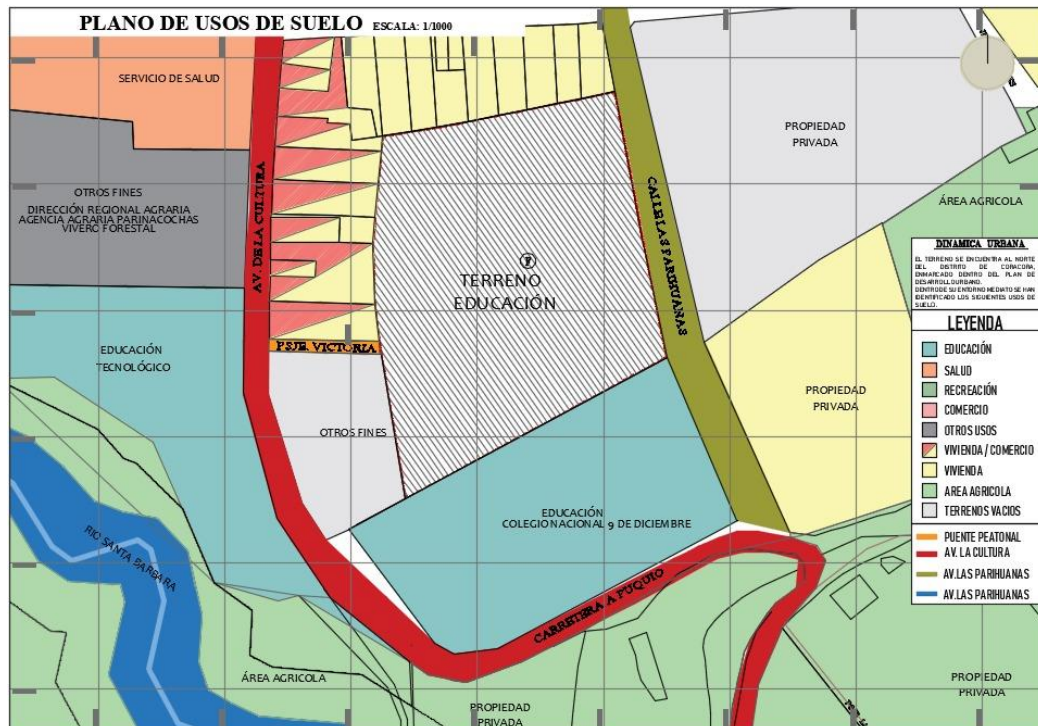 PLANO DE USOS DE SUELO ESCALA: 1/1000
SERVICIO DE SALUD
OTROS FINES
DIRECCIÓN REGIONAL AGRARIA
AGENCIA AGRARIA PARINACOCHAS
VIVERO FORESTAL
EDUCACIÓN
TECNOLÓGICO
AV. DE LA CULTURA
PSJE. VICTORIA
OTROS FINES
F
TERRENO
EDUCACIÓN
CALLE LAS PARIHUANAS
PROPIEDAD
PRIVADA
ÁREA AGRICOLA
PROPIEDAD
PRIVADA
EDUCACIÓN
COLEGIO NACIONAL 9 DE DICIEMBRE
RIO SANTA BARBARA
CARRETERA A PUQUIO
ÁREA AGRICOLA
PROPIEDAD
PRIVADA
PROPIEDAD
PRIVADA
DINAMICA URBANA
EL TERRENO SE ENCUENTRA AL NORTE
DEL DISTRITO DE CORACORA,
ENMARCADO DENTRO DEL PLAN DE
DESARROLLO URBANO.
DENTRO DE SU ENTORNO MEDIATO SE HAN
IDENTIFICADO LOS SIGUIENTES USOS DE
SUELO.
LEYENDA
EDUCACIÓN
SALUD
RECREACIÓN
COMERCIO
OTROS USOS
VIVIENDA / COMERCIO
VIVIENDA
AREA AGRICOLA
TERRENOS VACIOS
PUENTE PEATONAL
AV. LA CULTURA
AV.LAS PARIHUANAS
AV.LAS PARIHUANAS